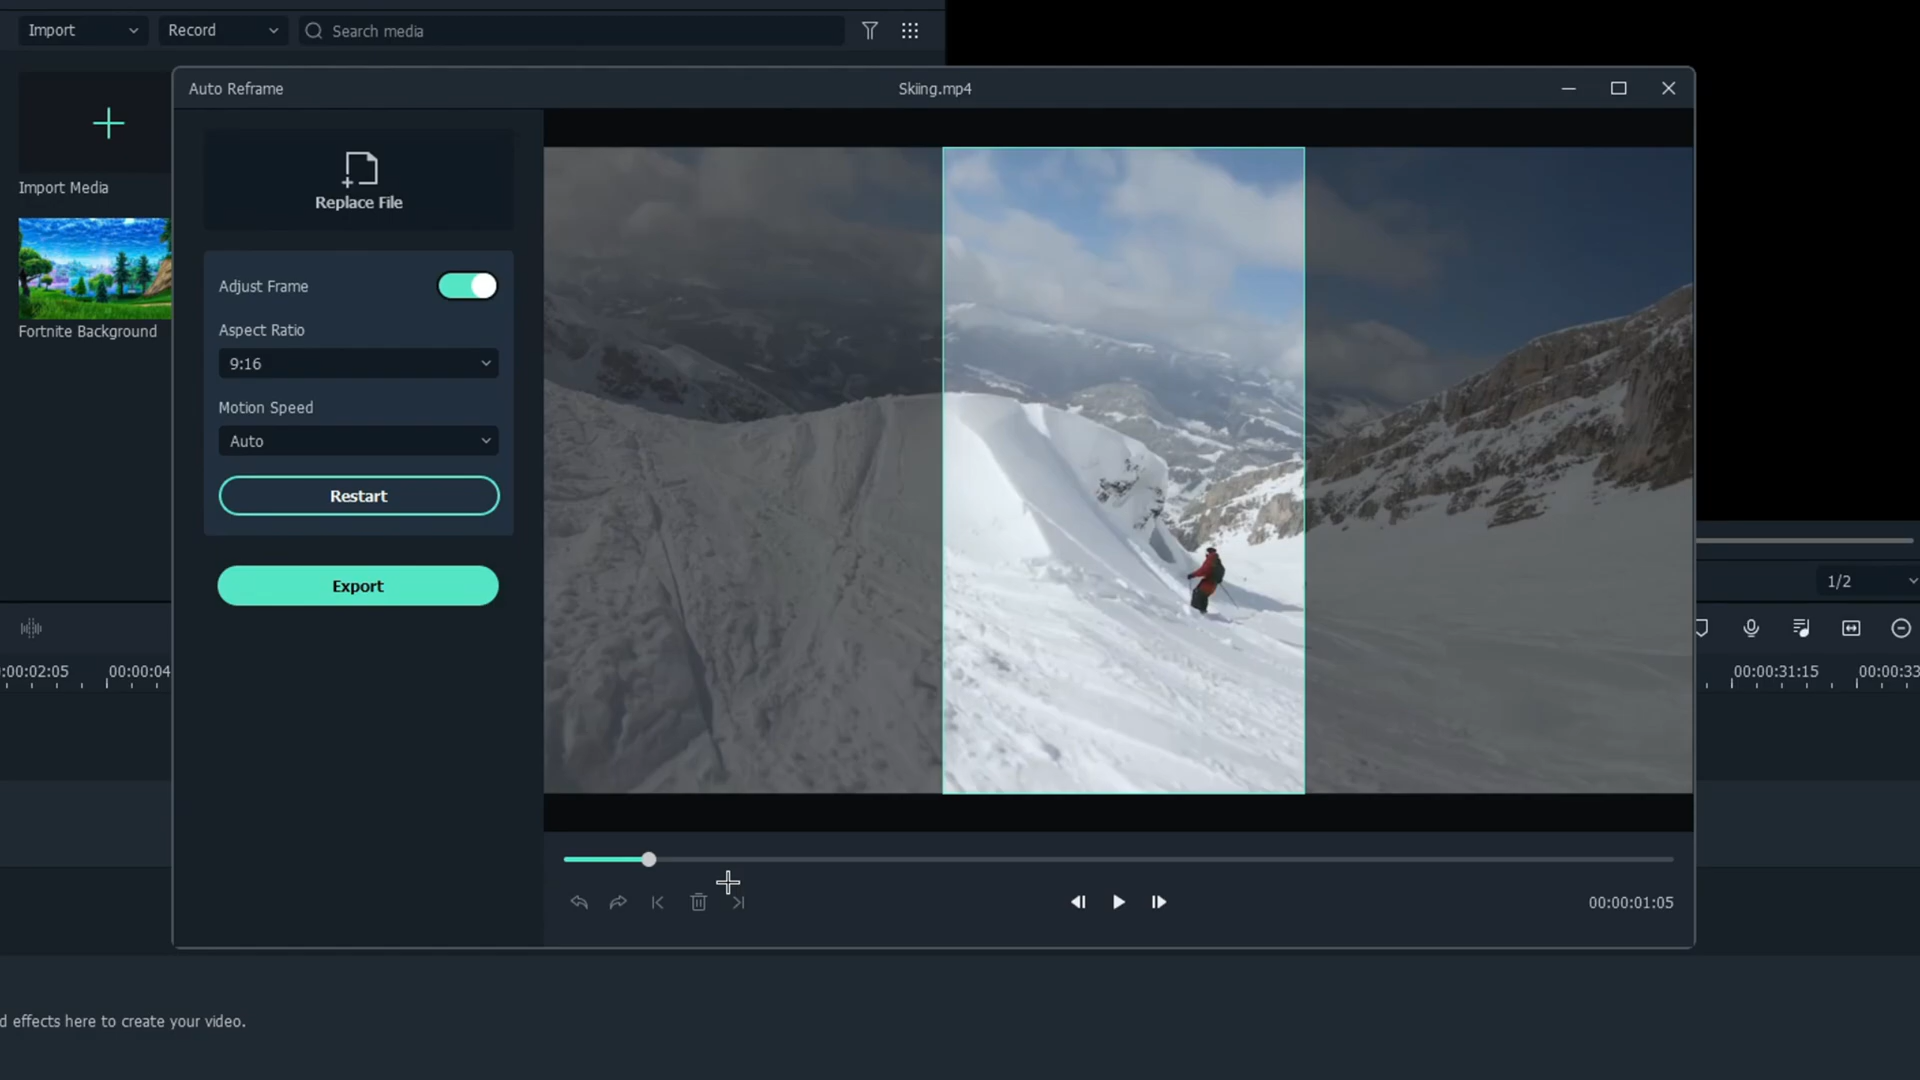 Import
Record
Search media
Auto Reframe
Skiing.mp4
Import Media
Replace File
Fortnite Background
Adjust Frame
Aspect Ratio
9:16
Motion Speed
Auto
Restart
Export
1/2
:00:00:02:05
00:00:04
00:00:31:15
00:00:33
00:00:01:05
d effects here to create your video.